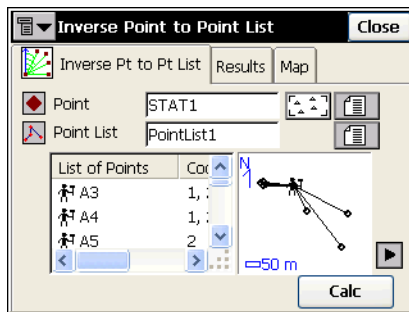 Inverse Point to Point List Close
Inverse Pt to Pt List Results Map
Point STAT1
Point List PointList1
List of Points Co
A3 1,
A4 1,
A5 2
N
50 m
Calc